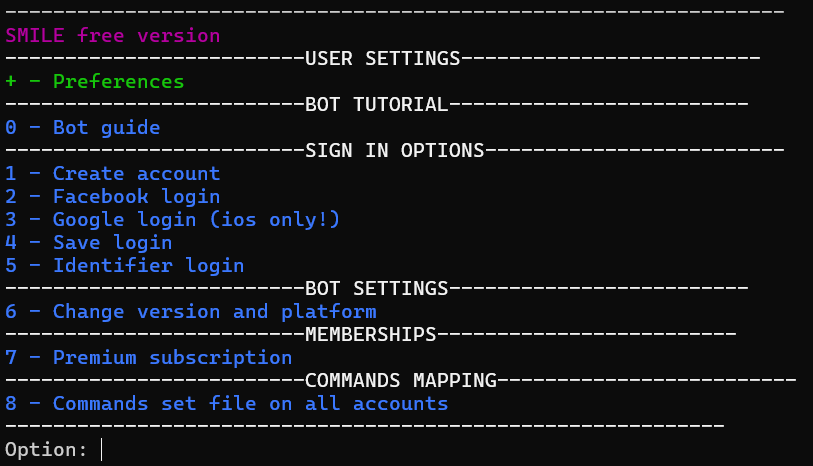 -----------------------------------------------------------------
SMILE free version
-------------------------USER SETTINGS-------------------------
+ - Preferences
-------------------------BOT TUTORIAL-------------------------
0 - Bot guide
-------------------------SIGN IN OPTIONS-------------------------
1 - Create account
2 - Facebook login
3 - Google login (ios only!)
4 - Save login
5 - Identifier login
-------------------------BOT SETTINGS-------------------------
6 - Change version and platform
-------------------------MEMBERSHIPS-------------------------
7 - Premium subscription
-------------------------COMMANDS MAPPING-------------------------
8 - Commands set file on all accounts
------------------------------------------------------------
Option: